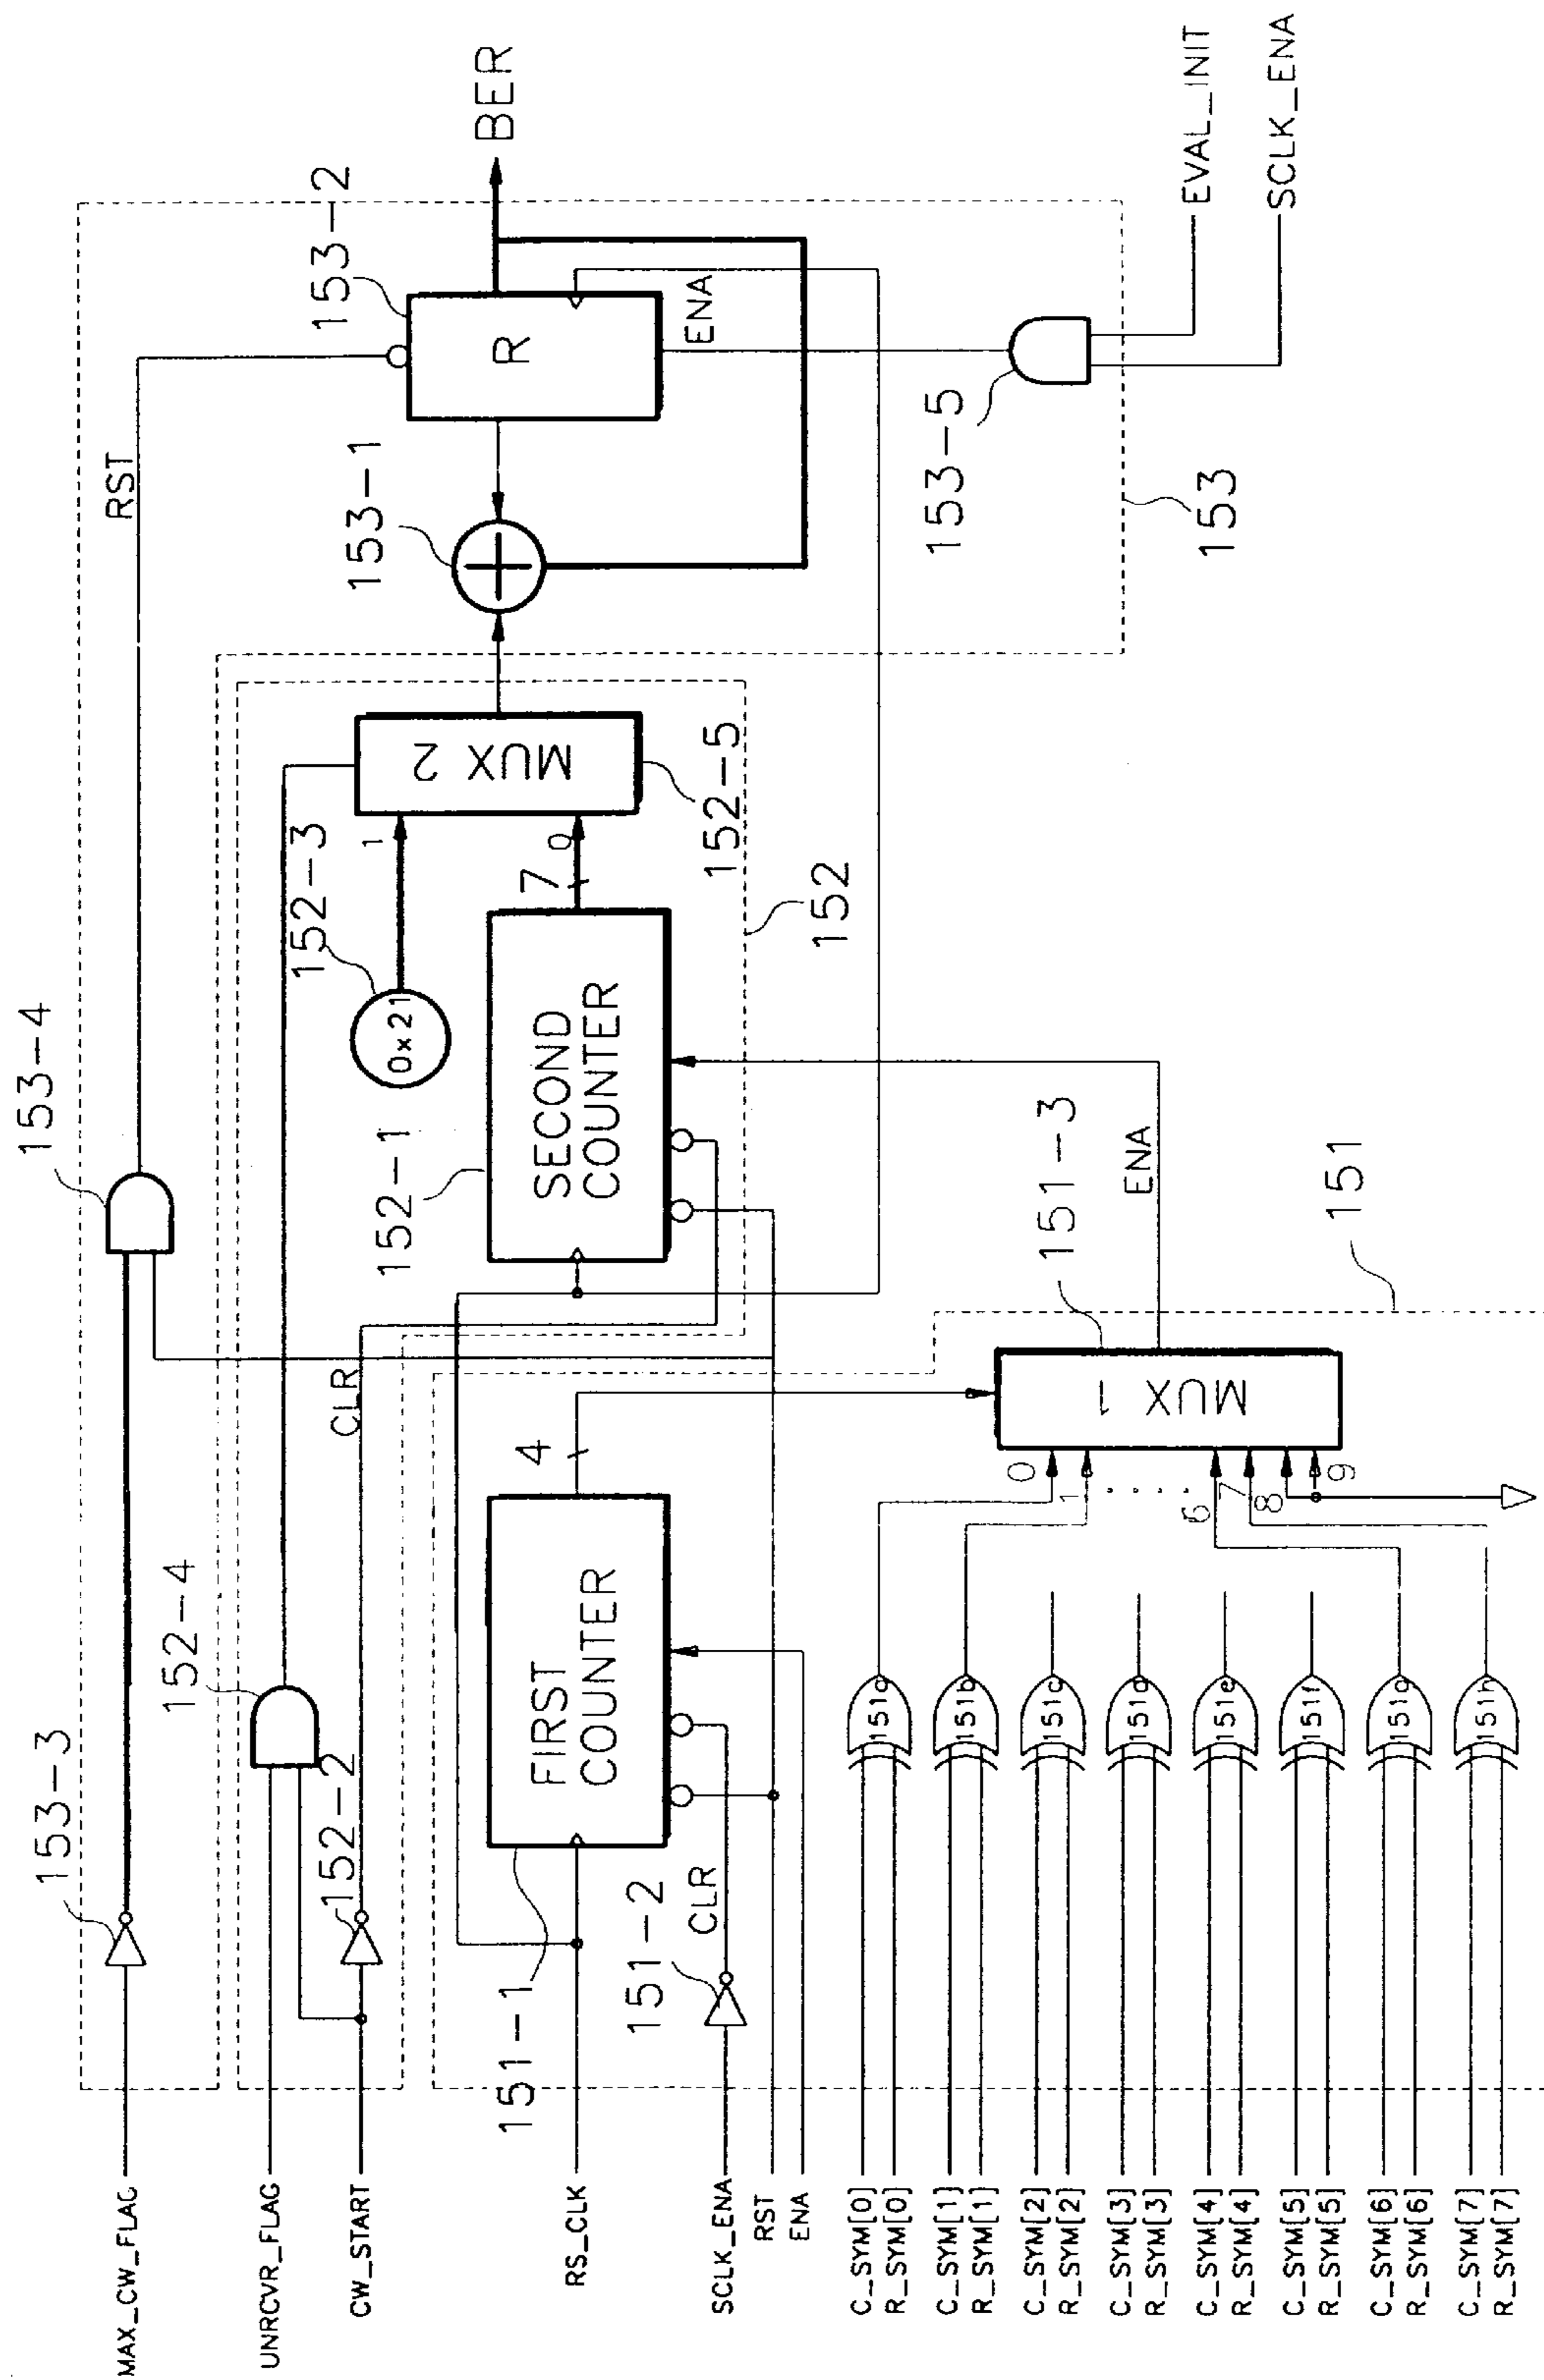 MAX_CW_FLAG
UNRCVR_FLAG
CW_START
RS_CLK
SCLK_ENA
RST
ENA
C_SYM[0]
R_SYM[0]
C_SYM[1]
R_SYM[1]
C_SYM[2]
R_SYM[2]
C_SYM[3]
R_SYM[3]
C_SYM[4]
R_SYM[4]
C_SYM[5]
R_SYM[5]
C_SYM[6]
R_SYM[6]
C_SYM[7]
R_SYM[7]
153-3
152-4
152-2
151-1
151-2
CLR
FIRST
COUNTER
4
151a
151b
151c
151d
151e
151f
151g
151h
0
1
6
7
8
9
MUX 1
151-3
151
ENA
CLR
153-4
152-1
SECOND
COUNTER
7
0x21
152-3
1
0
MUX 2
152-5
152
RST
153-1
153-2
R
ENA
153-5
153
BER
EVAL_INIT
SCLK_ENA